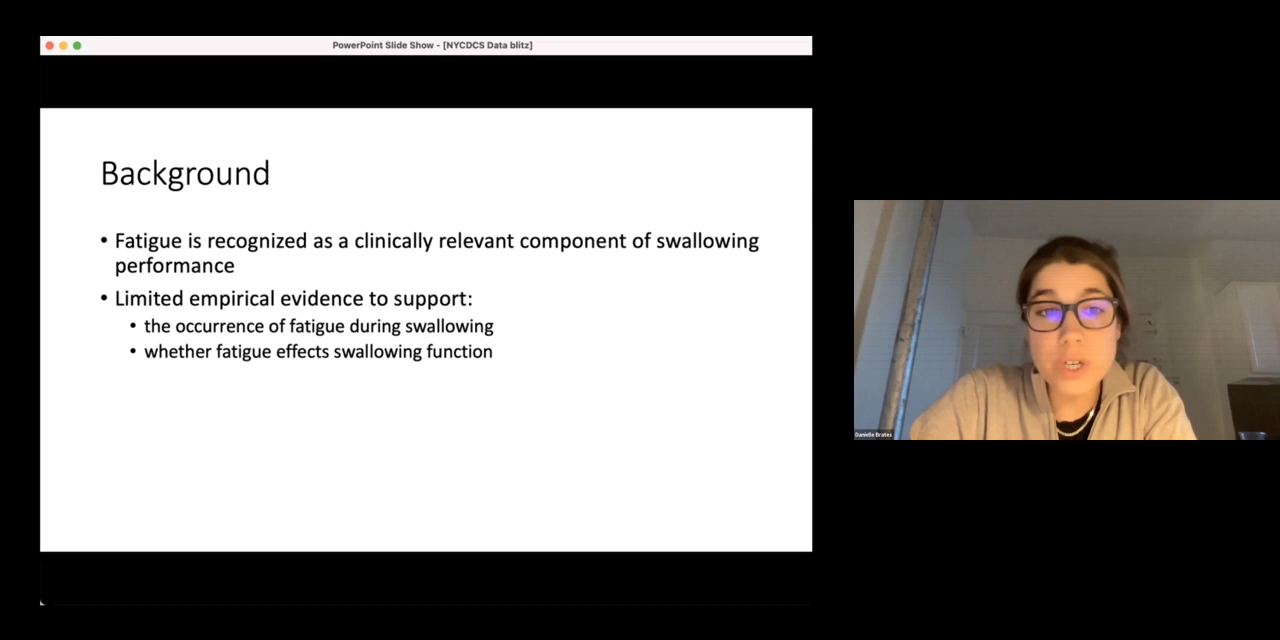 PowerPoint Slide Show - [NYCDCS Data blitz]
Background
• Fatigue is recognized as a clinically relevant component of swallowing
performance
• Limited empirical evidence to support:
• the occurrence of fatigue during swallowing
• whether fatigue effects swallowing function
Danielle Brates